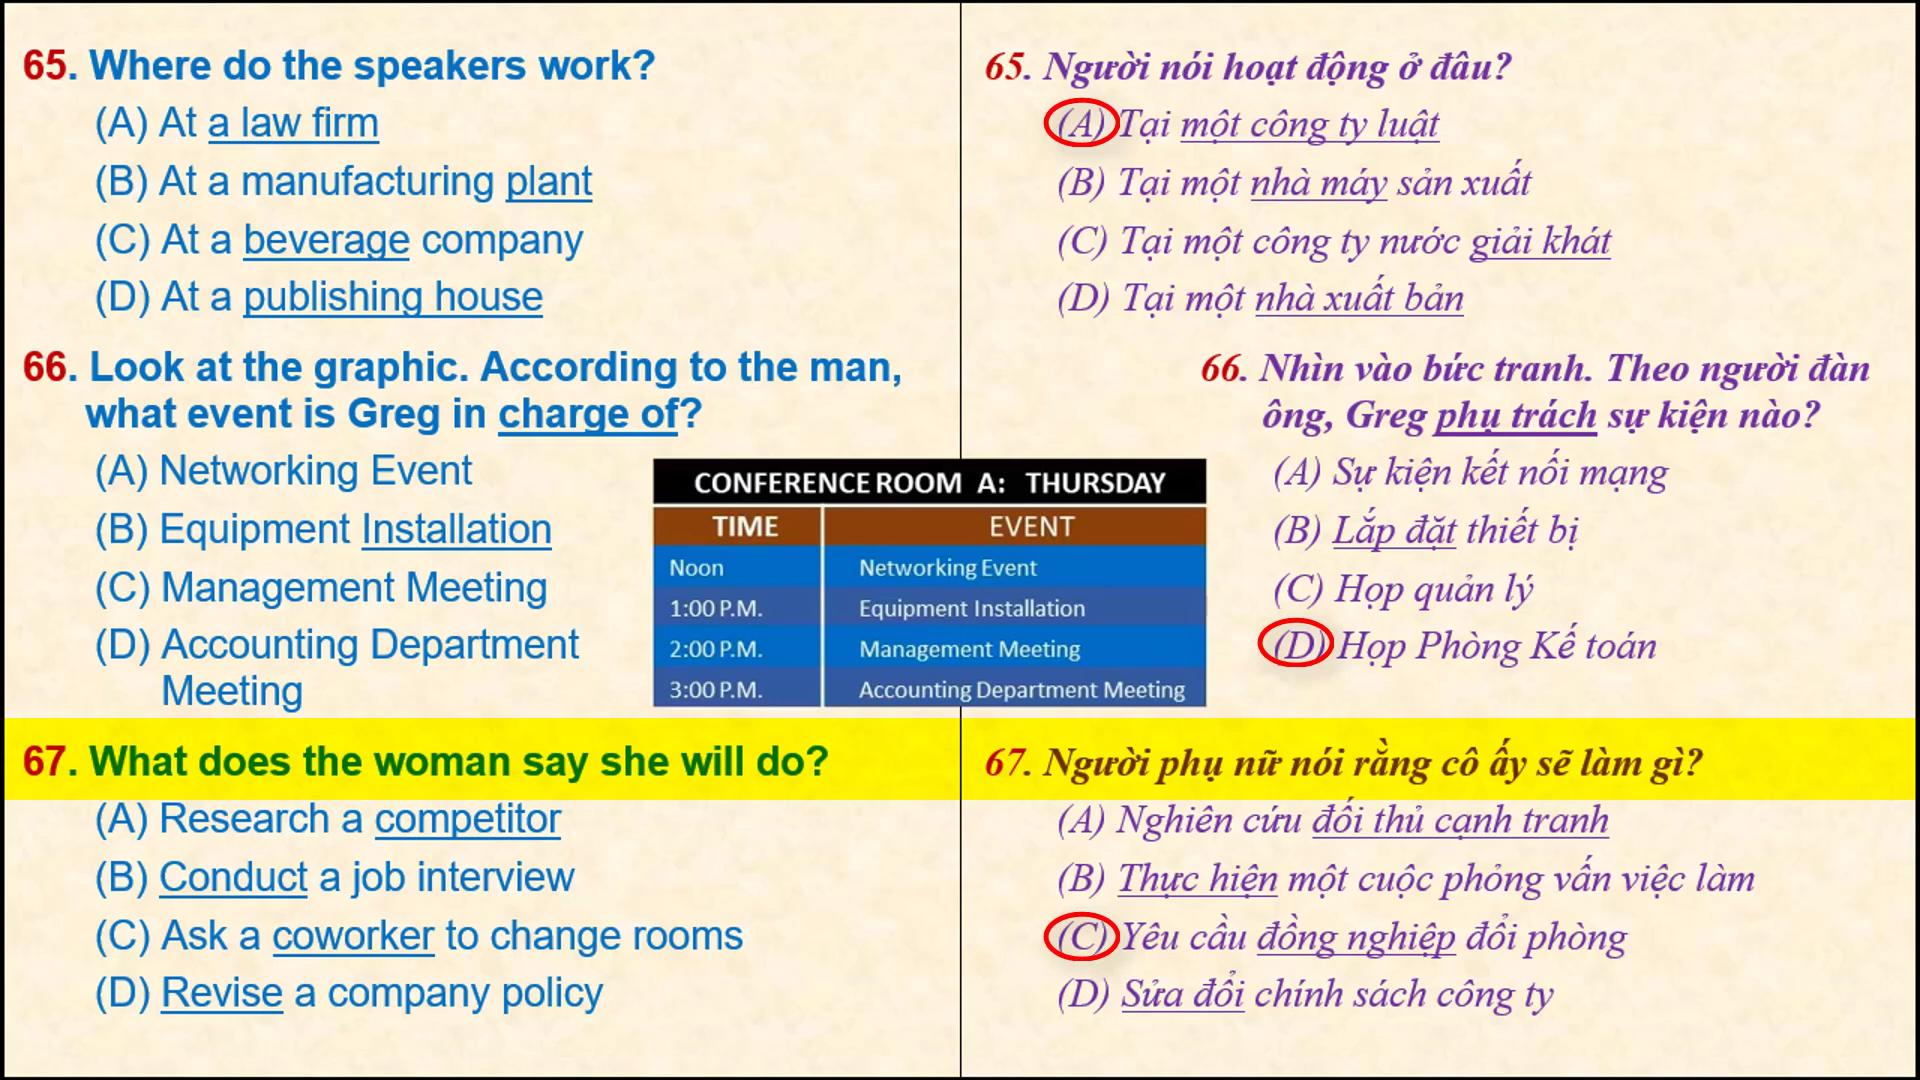 65. Where do the speakers work?
(A) At a law firm
(B) At a manufacturing plant
(C) At a beverage company
(D) At a publishing house
66. Look at the graphic. According to the man,
what event is Greg in charge of?
(A) Networking Event
(B) Equipment Installation
(C) Management Meeting
(D) Accounting Department
Meeting
CONFERENCE ROOM A: THURSDAY
TIME EVENT
Noon Networking Event
1:00 P.M. Equipment Installation
2:00 P.M. Management Meeting
3:00 P.M. Accounting Department Meeting
67. What does the woman say she will do?
(A) Research a competitor
(B) Conduct a job interview
(C) Ask a coworker to change rooms
(D) Revise a company policy
65. Người nói hoạt động ở đâu?
(A) Tại một công ty luật
(B) Tại một nhà máy sản xuất
(C) Tại một công ty nước giải khát
(D) Tại một nhà xuất bản
66. Nhìn vào bức tranh. Theo người đàn
ông, Greg phụ trách sự kiện nào?
(A) Sự kiện kết nối mạng
(B) Lắp đặt thiết bị
(C) Họp quản lý
(D) Họp Phòng Kế toán
67. Người phụ nữ nói rằng cô ấy sẽ làm gì?
(A) Nghiên cứu đối thủ cạnh tranh
(B) Thực hiện một cuộc phỏng vấn việc làm
(C) Yêu cầu đồng nghiệp đổi phòng
(D) Sửa đổi chính sách công ty